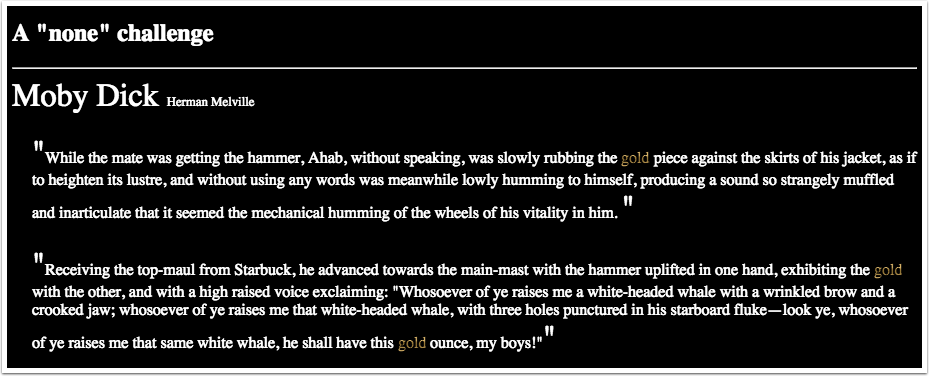 A "none" challenge
Moby Dick Herman Melville
"While the mate was getting the hammer, Ahab, without speaking, was slowly rubbing the gold piece against the skirts of his jacket, as if
to heighten its lustre, and without using any words was meanwhile lowly humming to himself, producing a sound so strangely muffled
and inarticulate that it seemed the mechanical humming of the wheels of his vitality in him. "
"Receiving the top-maul from Starbuck, he advanced towards the main-mast with the hammer uplifted in one hand, exhibiting the gold
with the other, and with a high raised voice exclaiming: "Whosoever of ye raises me a white-headed whale with a wrinkled brow and a
crooked jaw; whosoever of ye raises me that white-headed whale, with three holes punctured in his starboard fluke—look ye, whosoever
of ye raises me that same white whale, he shall have this gold ounce, my boys!""